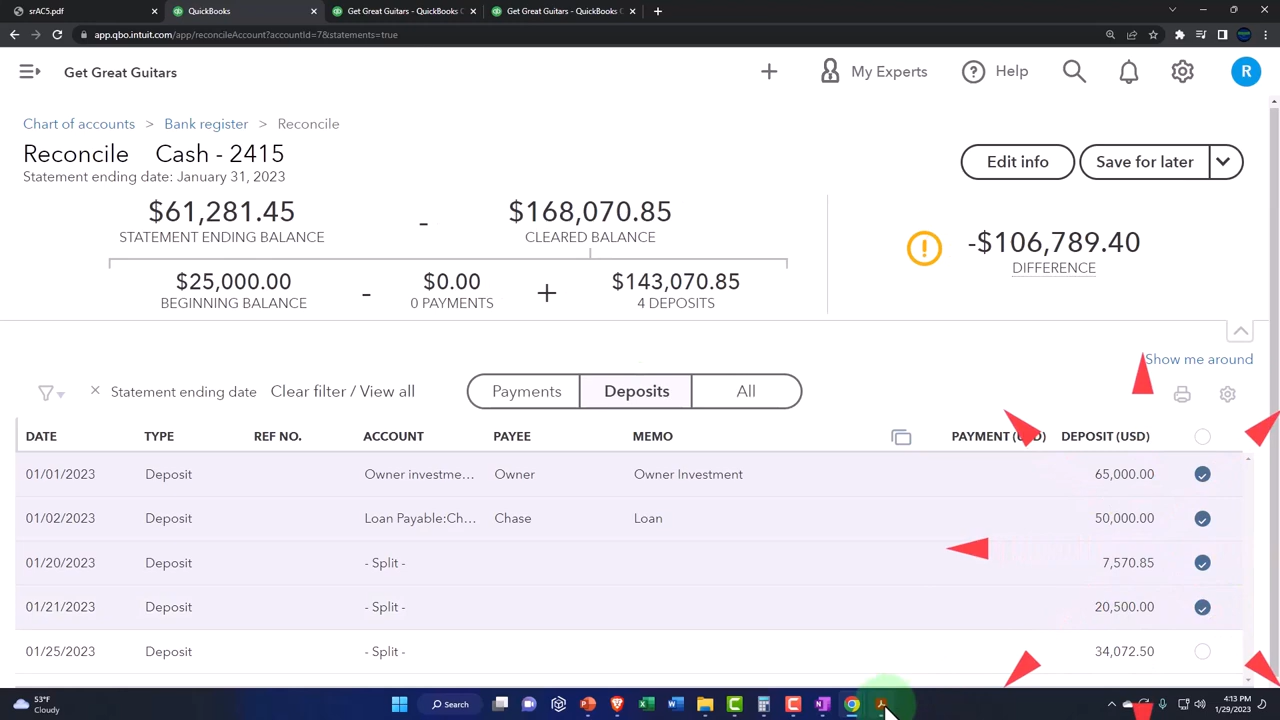 srAC5.pdf
QuickBooks
Get Great Guitars - QuickBooks C
Get Great Guitars - QuickBooks C
app.qbo.intuit.com/app/reconcileAccount?accountId=7&statements=true
Get Great Guitars
My Experts
Help
R
Chart of accounts > Bank register > Reconcile
Reconcile Cash - 2415
Statement ending date: January 31, 2023
Edit info
Save for later
$61,281.45 - $168,070.85
STATEMENT ENDING BALANCE CLEARED BALANCE
-$106,789.40
DIFFERENCE
$25,000.00 - $0.00 + $143,070.85
BEGINNING BALANCE 0 PAYMENTS 4 DEPOSITS
Show me around
× Statement ending date Clear filter / View all
Payments Deposits All
DATE TYPE REF NO. ACCOUNT PAYEE MEMO PAYMENT (USD) DEPOSIT (USD)
01/01/2023 Deposit Owner investme... Owner Owner Investment 65,000.00
01/02/2023 Deposit Loan Payable:Ch... Chase Loan 50,000.00
01/20/2023 Deposit - Split - 7,570.85
01/21/2023 Deposit - Split - 20,500.00
01/25/2023 Deposit - Split - 34,072.50
53°F
Cloudy
Search
4:13 PM
1/29/2023